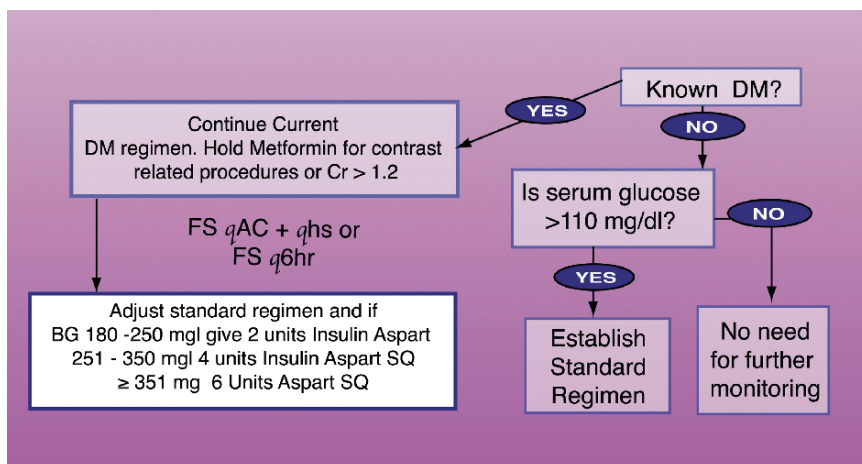 Known DM?
YES
NO
Continue Current
DM regimen. Hold Metformin for contrast
related procedures or Cr > 1.2
Is serum glucose
>110 mg/dl?
NO
YES
FS qAC + qhs or
FS q6hr
Adjust standard regimen and if
BG 180 -250 mgl give 2 units Insulin Aspart
251 - 350 mgl 4 units Insulin Aspart SQ
≥ 351 mg 6 Units Aspart SQ
Establish
Standard
Regimen
No need
for further
monitoring